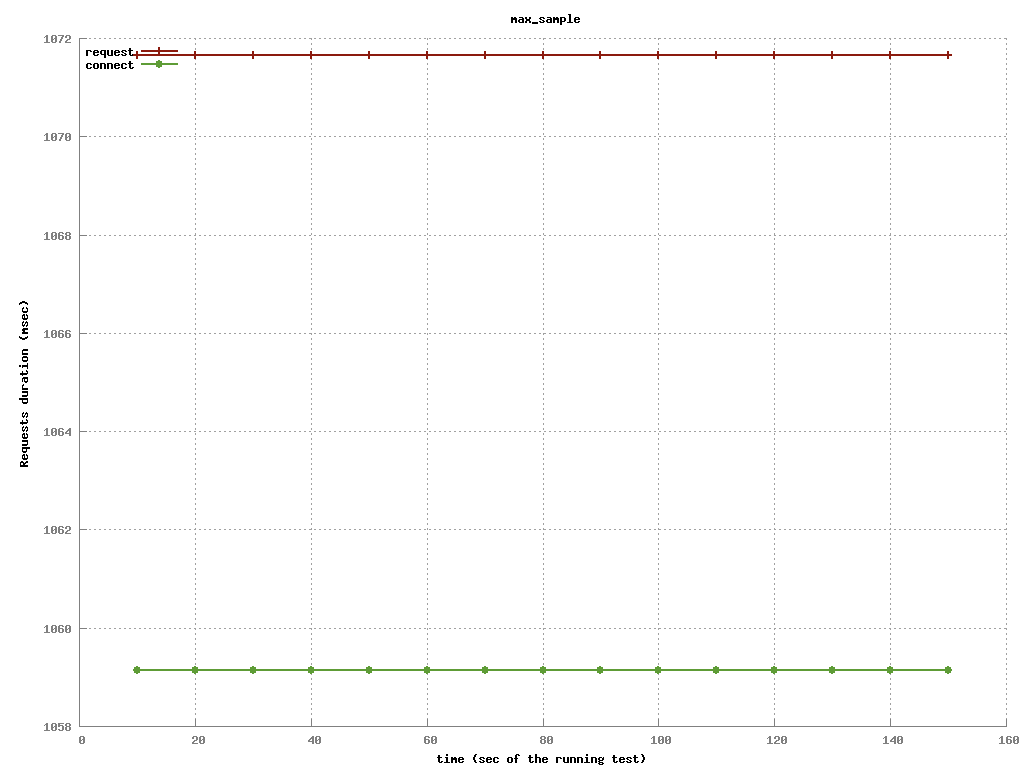 max_sample
1072
request
connect
1070
1068
1066
1064
1062
1060
1058
0 20 40 60 80 100 120 140 160
time (sec of the running test)
Requests duration (msec)